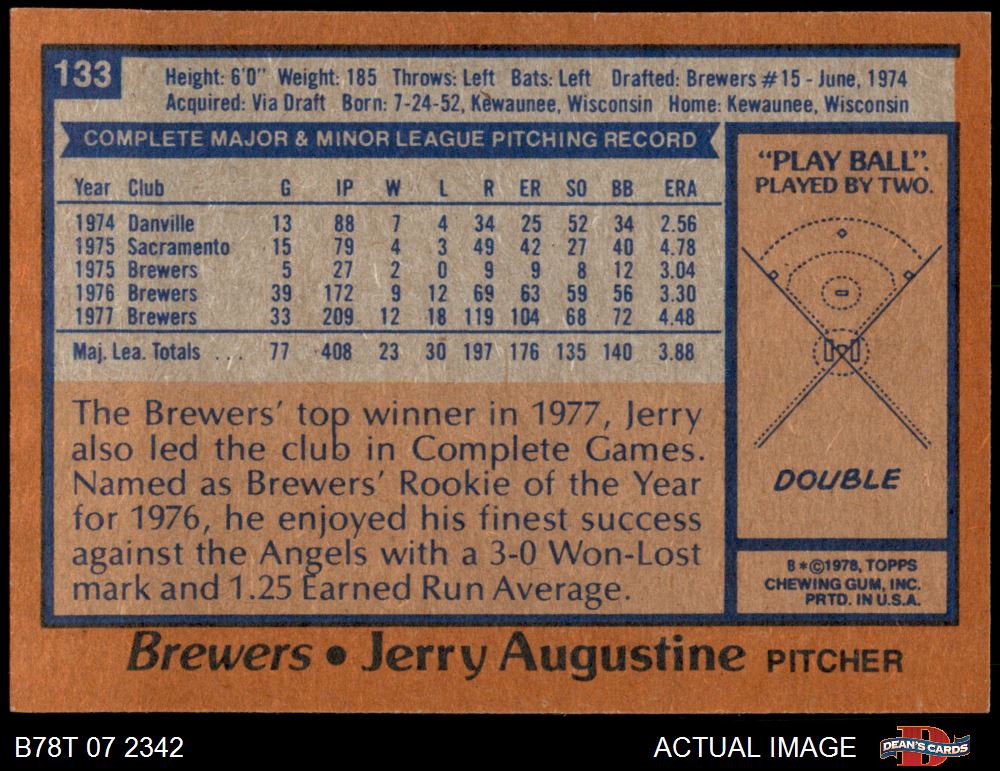 133
Height: 6'0" Weight: 185 Throws: Left Bats: Left Drafted: Brewers #15 - June, 1974
Acquired: Via Draft Born: 7-24-52, Kewaunee, Wisconsin Home: Kewaunee, Wisconsin
COMPLETE MAJOR & MINOR LEAGUE PITCHING RECORD
Year Club G IP W L R ER SO BB ERA
1974 Danville 13 88 7 4 34 25 52 34 2.56
1975 Sacramento 15 79 4 3 49 42 27 40 4.78
1975 Brewers 5 27 2 0 9 9 8 12 3.04
1976 Brewers 39 172 9 12 69 63 59 56 3.30
1977 Brewers 33 209 12 18 119 104 68 72 4.48
Maj. Lea. Totals ... 77 408 23 30 197 176 135 140 3.88
The Brewers' top winner in 1977, Jerry
also led the club in Complete Games.
Named as Brewers' Rookie of the Year
for 1976, he enjoyed his finest success
against the Angels with a 3-0 Won-Lost
mark and 1.25 Earned Run Average.
"PLAY BALL".
PLAYED BY TWO.
DOUBLE
B*©1978, TOPPS
CHEWING GUM, INC.
PRTD. IN U.S.A.
Brewers • Jerry Augustine PITCHER
B78T 07 2342
ACTUAL IMAGE
DEAN'S CARDS